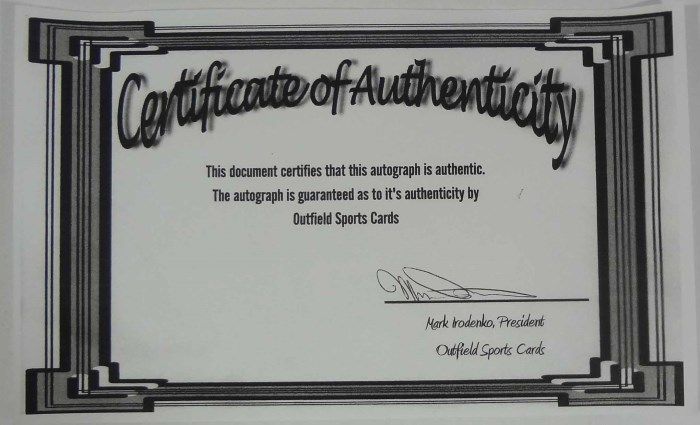 Certificate of Authenticity
This document certifies that this autograph is authentic.
The autograph is guaranteed as to it's authenticity by
Outfield Sports Cards
Mark Irodenko, President
Outfield Sports Cards